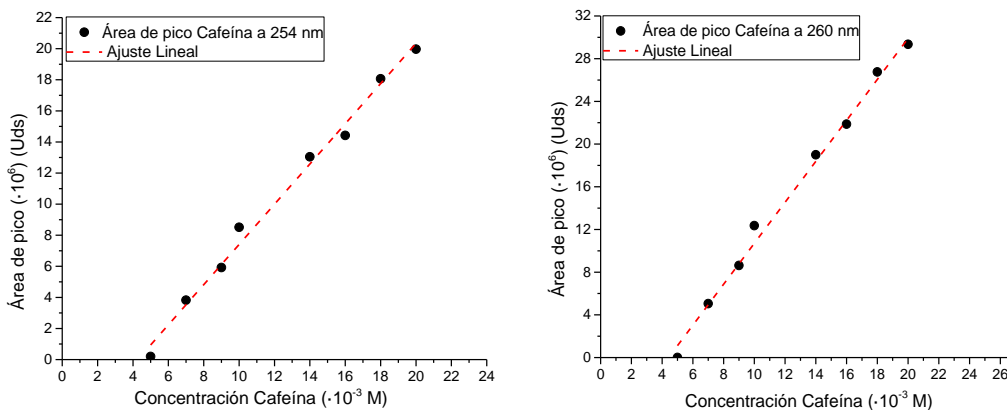 Área de pico Cafeína a 254 nm
Ajuste Lineal
22
20
18
16
14
12
10
8
6
4
2
0
Área de pico (·10⁶) (Uds)
0 2 4 6 8 10 12 14 16 18 20 22 24
Concentración Cafeína (·10⁻³ M)
Área de pico Cafeína a 260 nm
Ajuste Lineal
32
28
24
20
16
12
8
4
0
Área de pico (·10⁶) (Uds)
0 2 4 6 8 10 12 14 16 18 20 22 24 26
Concentración Cafeína (·10⁻³ M)